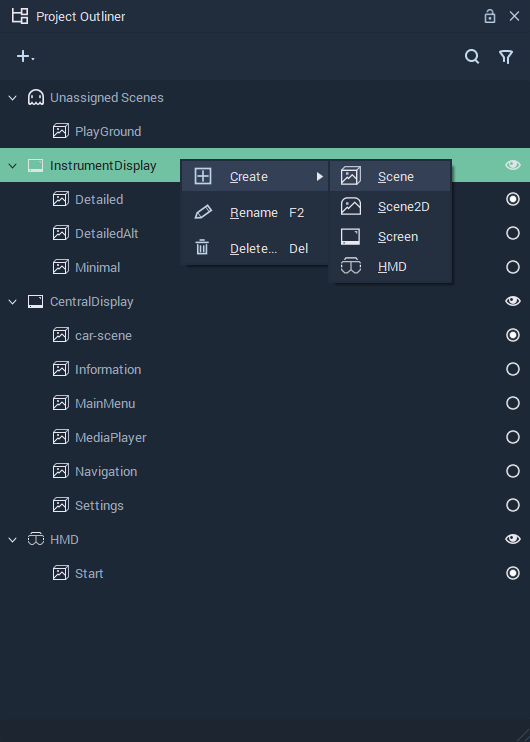 Project Outliner
Unassigned Scenes
PlayGround
InstrumentDisplay
Create
Scene
Detailed
Rename F2
Scene2D
DetailedAlt
Delete... Del
Screen
Minimal
HMD
CentralDisplay
car-scene
Information
MainMenu
MediaPlayer
Navigation
Settings
HMD
Start